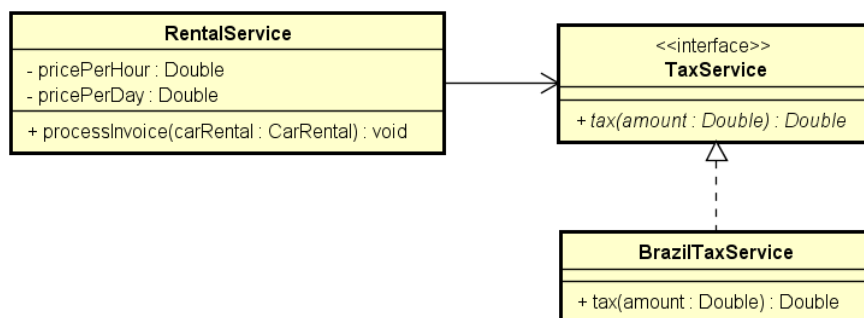 RentalService
- pricePerHour : Double
- pricePerDay : Double
+ processInvoice(carRental : CarRental) : void
<<interface>>
TaxService
+ tax(amount : Double) : Double
BrazilTaxService
+ tax(amount : Double) : Double